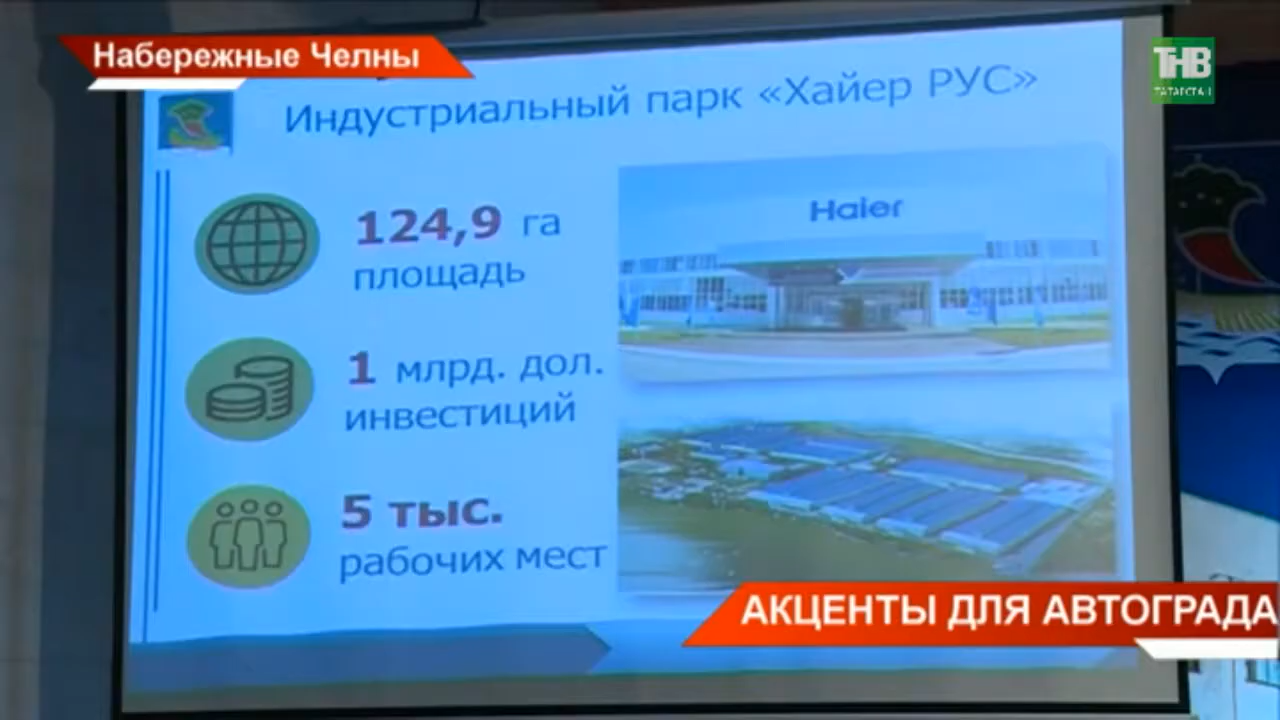 Набережные Челны
ТНВ
ТАТАРСТАН
Индустриальный парк «Хайер РУС»
124,9 га
площадь
Haier
1 млрд. дол.
инвестиций
5 тыс.
рабочих мест
АКЦЕНТЫ ДЛЯ АВТОГРАДА